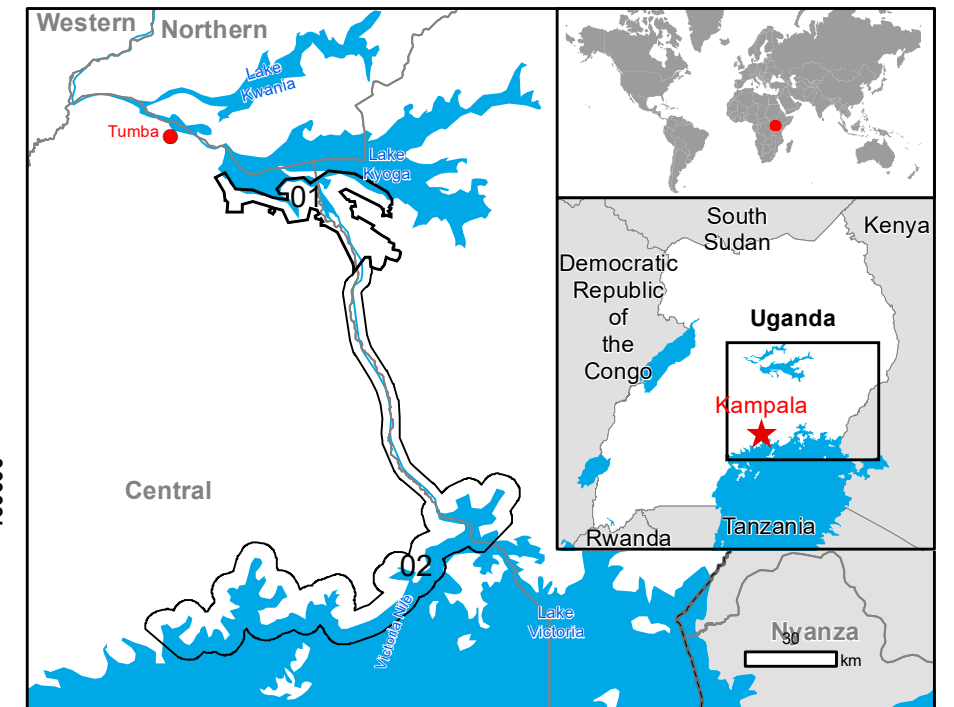 Western
Northern
Lake
Kwania
Tumba
Lake
Kyoga
01
South
Sudan
Kenya
Democratic
Republic
of
the
Congo
Uganda
Kampala
Rwanda
Tanzania
Central
02
Victoria Nile
Lake
Victoria
Nyanza
30
km